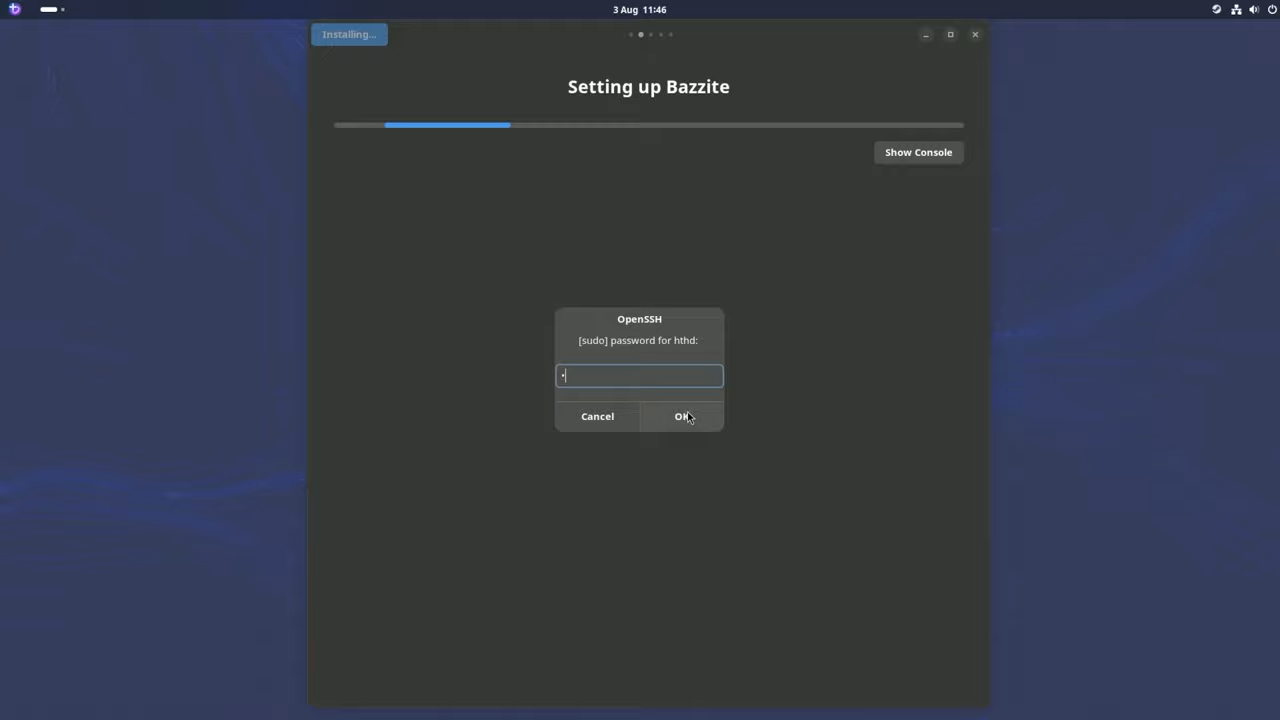 3 Aug 11:46
Installing...
Setting up Bazzite
Show Console
OpenSSH
[sudo] password for hthd:
Cancel
OK